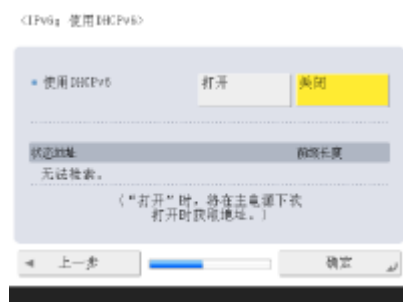 <IPv6: 使用DHCPv6>
使用DHCPv6 打开 关闭
状态地址 前缀长度
无法检索。
(“打开”时，将在主电源下次
打开时获取地址。)
上一步 确定